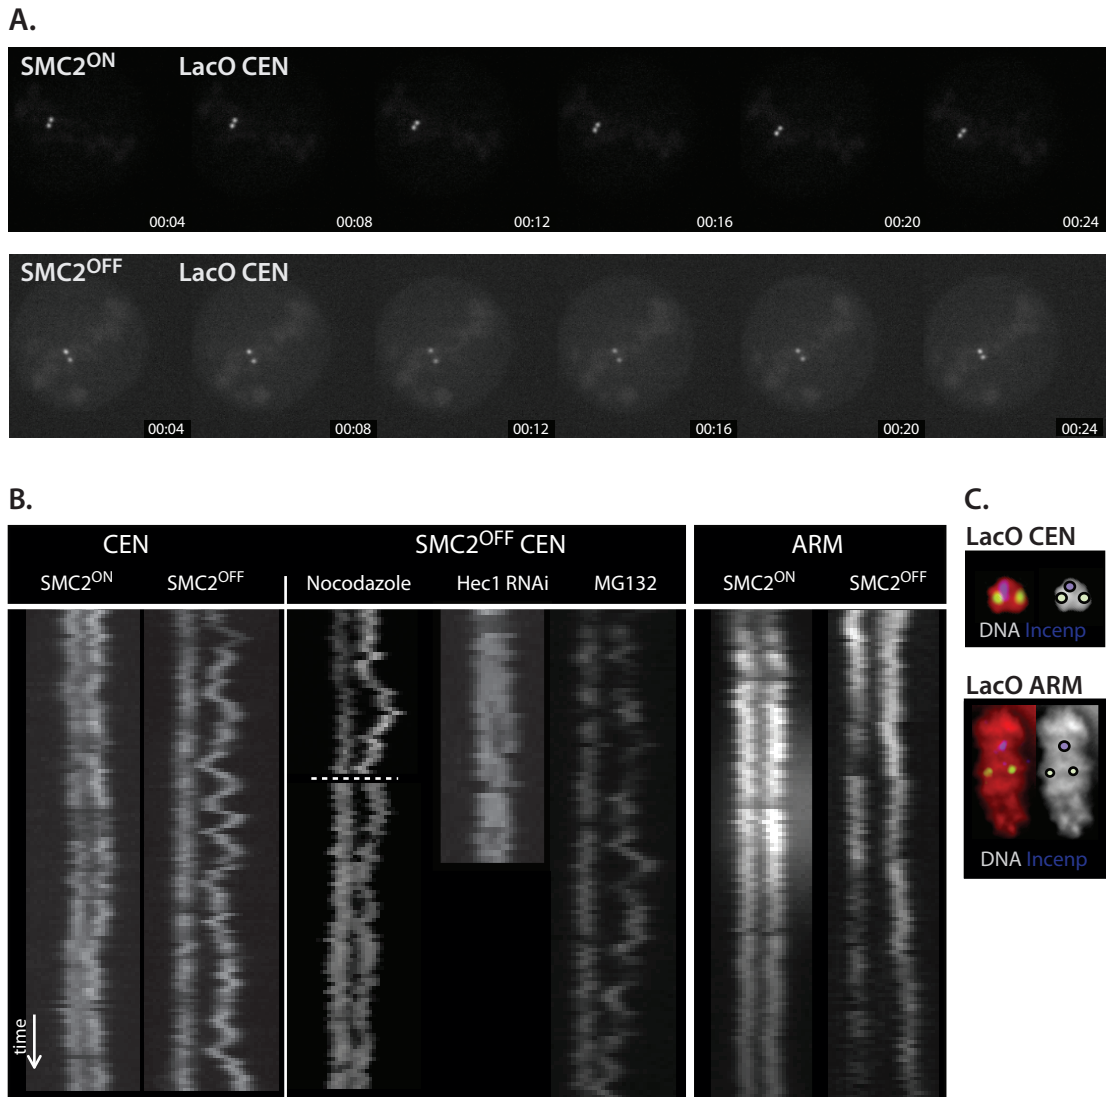 A.
SMC2ON LacO CEN
00:04 00:08 00:12 00:16 00:20 00:24
SMC2OFF LacO CEN
00:04 00:08 00:12 00:16 00:20 00:24
B.
CEN
SMC2ON SMC2OFF
SMC2OFF CEN
Nocodazole Hec1 RNAi MG132
ARM
SMC2ON SMC2OFF
time
C.
LacO CEN
DNA Incenp
LacO ARM
DNA Incenp